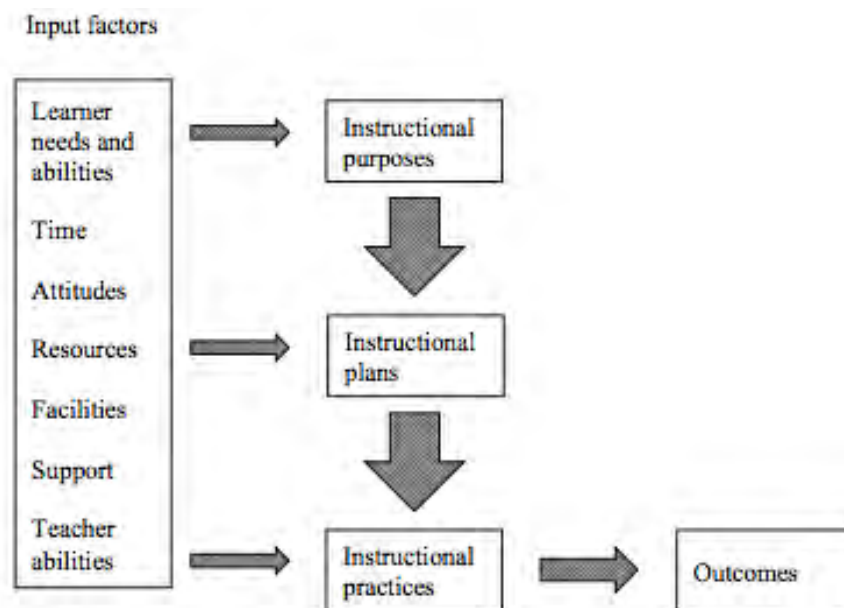 Input factors
Learner
needs and
abilities
Time
Attitudes
Resources
Facilities
Support
Teacher
abilities
Instructional
purposes
Instructional
plans
Instructional
practices
Outcomes